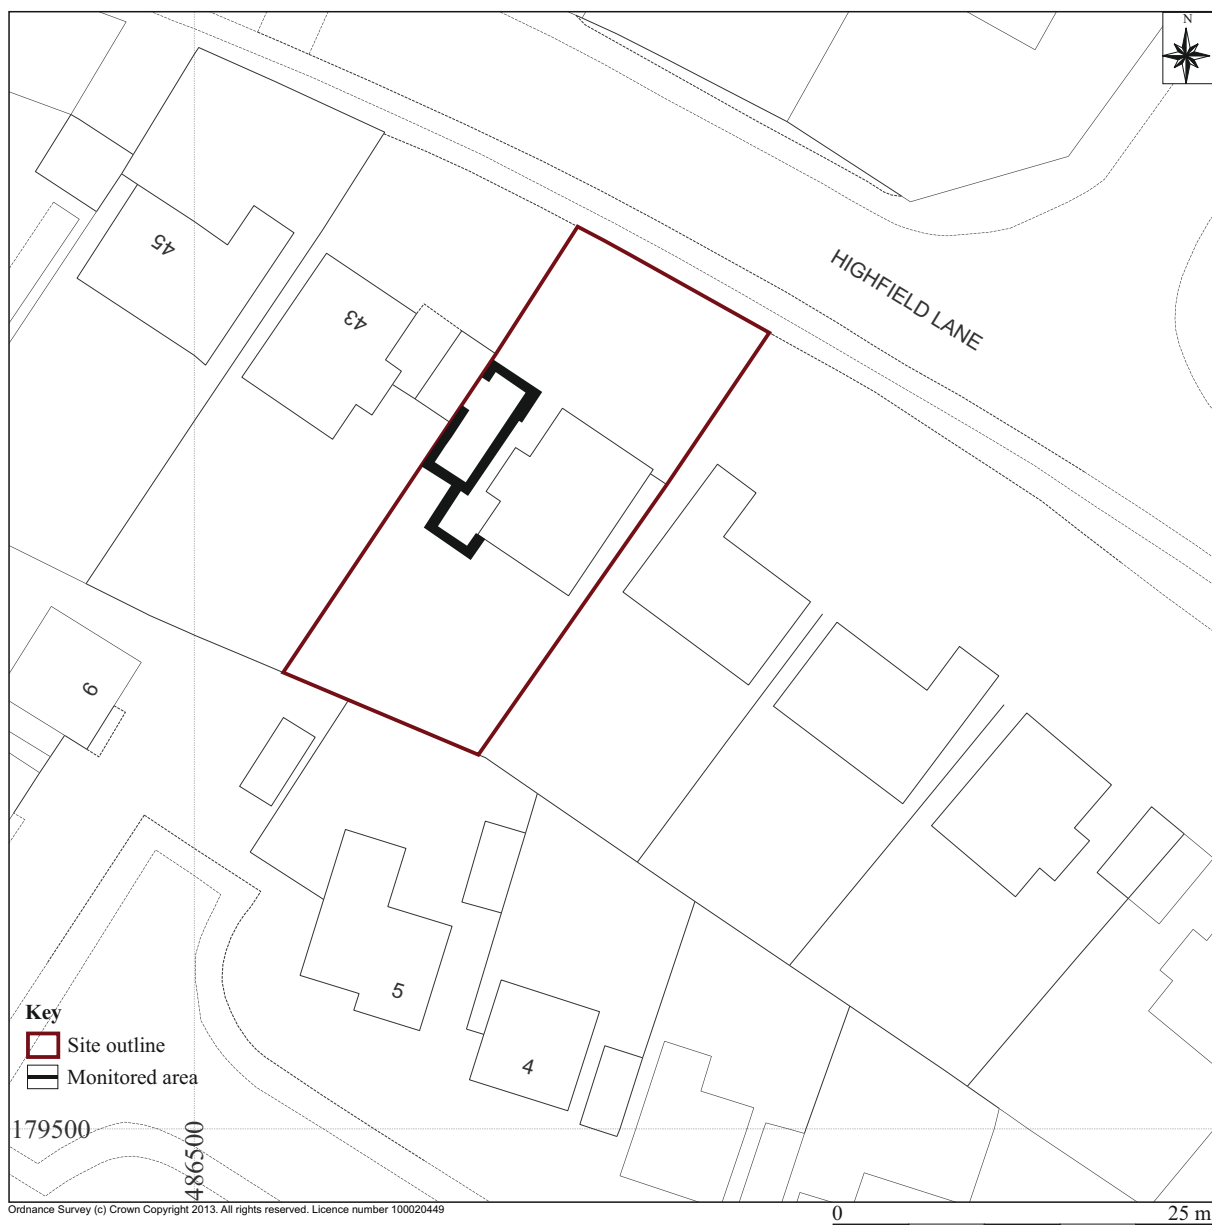 N
45
43
HIGHFIELD LANE
9
5
4
Key
Site outline
Monitored area
179500
486500
Ordnance Survey (c) Crown Copyright 2013. All rights reserved. Licence number 100020449
0 25 m